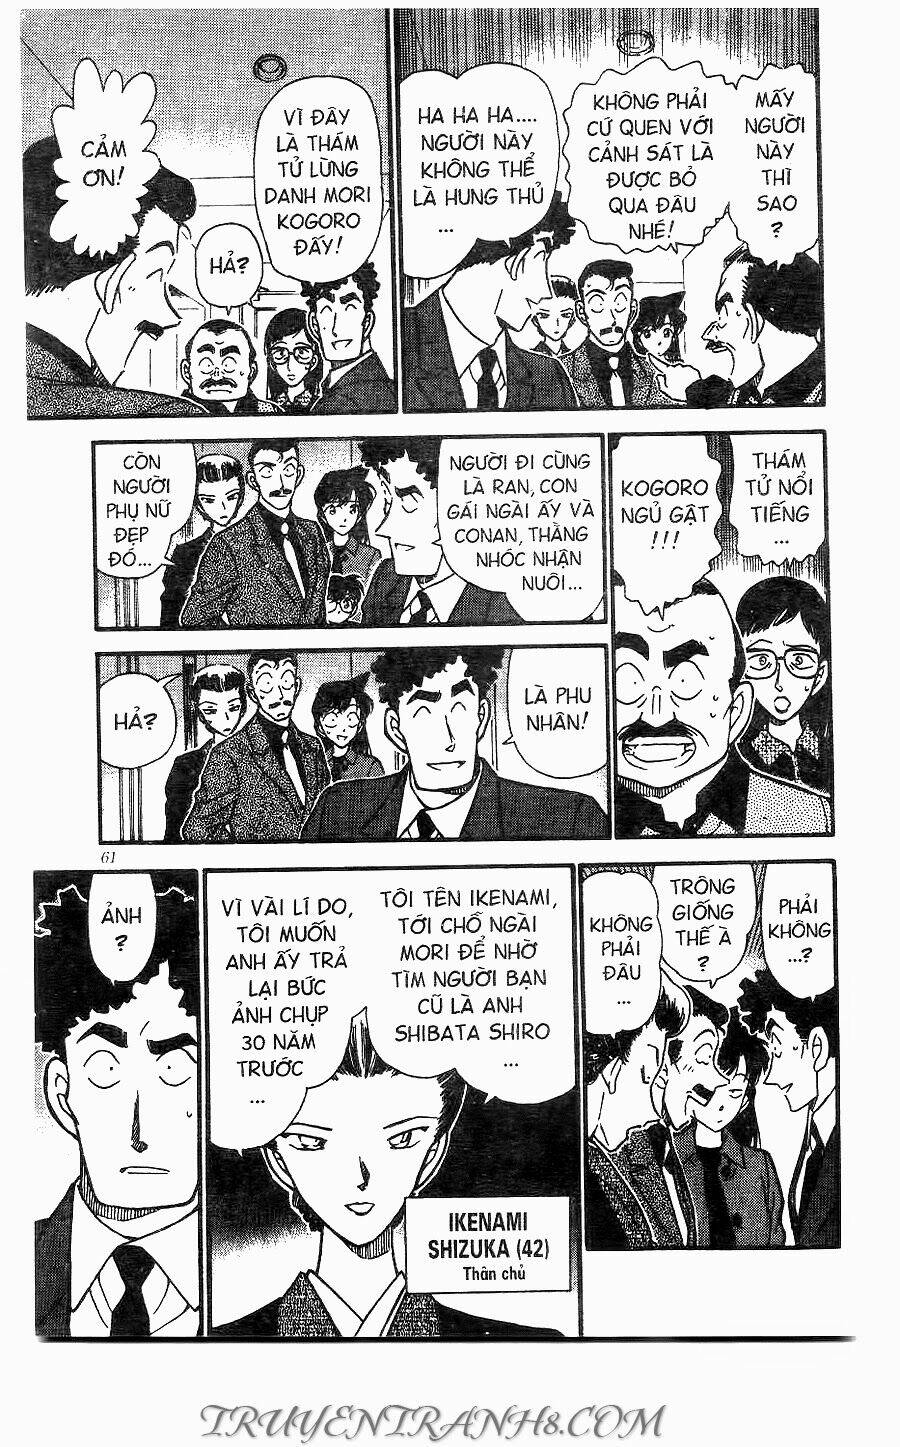 MẤY
NGƯỜI
NÀY
THÌ
SAO
?
KHÔNG PHẢI
CỨ QUEN VỚI
CẢNH SÁT LÀ
ĐƯỢC BỎ
QUA ĐÂU
NHÉ!
HA HA HA....
NGƯỜI NÀY
KHÔNG THỂ
LÀ HUNG THỦ
...
VÌ ĐÂY
LÀ THÁM
TỬ LỪNG
DANH MORI
KOGORO
ĐẤY!
HẢ?
CẢM
ƠN!
THÁM
TỬ NỔI
TIẾNG
...
KOGORO
NGỦ GẬT
!!!
NGƯỜI ĐI CÙNG
LÀ RAN, CON
GÁI NGÀI ẤY VÀ
CONAN, THẰNG
NHÓC NHẬN
NUÔI...
CÒN
NGƯỜI
PHỤ NỮ
ĐẸP
ĐÓ...
LÀ PHU
NHÂN!
HẢ?
61
PHẢI
KHÔNG
...?
TRÔNG
GIỐNG
THẾ À
?
KHÔNG
PHẢI
ĐÂU
...
TÔI TÊN IKENAMI,
TỚI CHỖ NGÀI
MORI ĐỂ NHỜ
TÌM NGƯỜI BẠN
CŨ LÀ ANH
SHIBATA SHIRO
...
VÌ VÀI LÍ DO,
TÔI MUỐN
ANH ẤY TRẢ
LẠI BỨC
ẢNH CHỤP
30 NĂM
TRƯỚC
...
IKENAMI
SHIZUKA (42)
Thân chủ
ẢNH
?
TRUYENTRANH8.COM